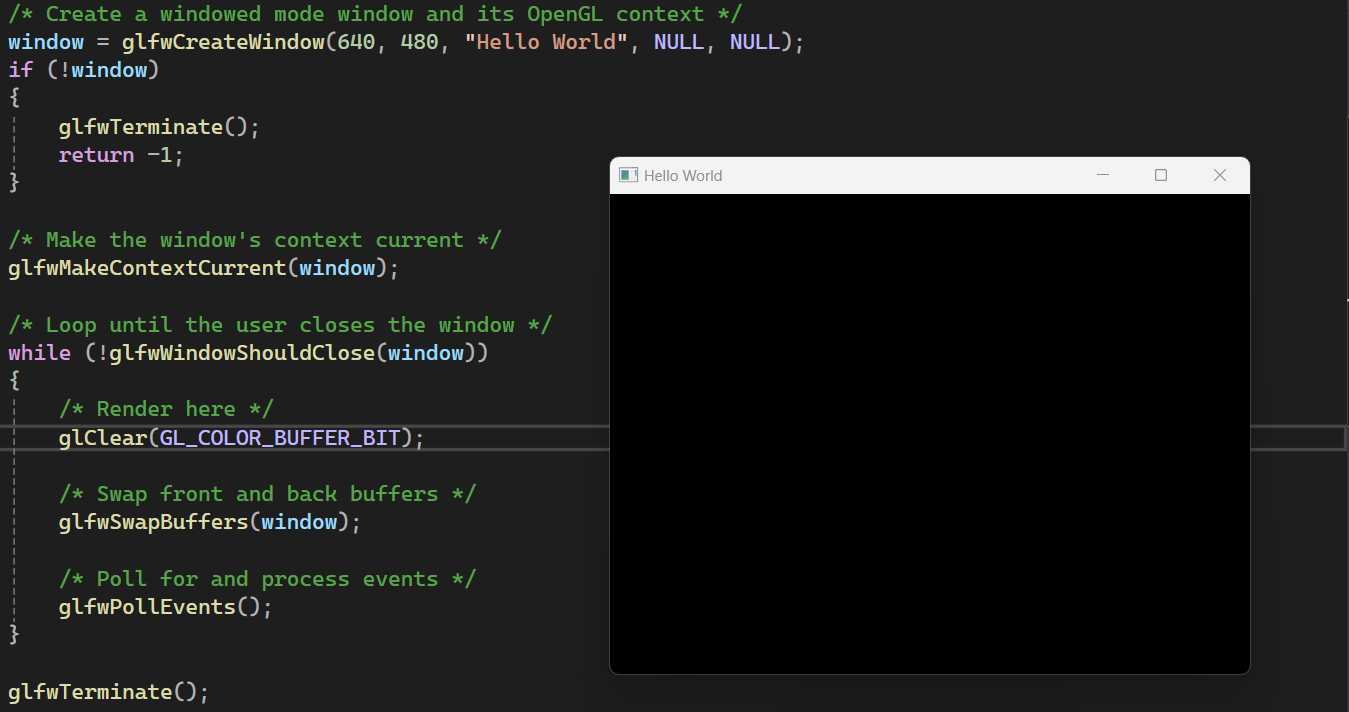 /* Create a windowed mode window and its OpenGL context */
window = glfwCreateWindow(640, 480, "Hello World", NULL, NULL);
if (!window)
{
    glfwTerminate();
    return -1;
}
/* Make the window's context current */
glfwMakeContextCurrent(window);
/* Loop until the user closes the window */
while (!glfwWindowShouldClose(window))
{
    /* Render here */
    glClear(GL_COLOR_BUFFER_BIT);
    /* Swap front and back buffers */
    glfwSwapBuffers(window);
    /* Poll for and process events */
    glfwPollEvents();
}
glfwTerminate();
Hello World